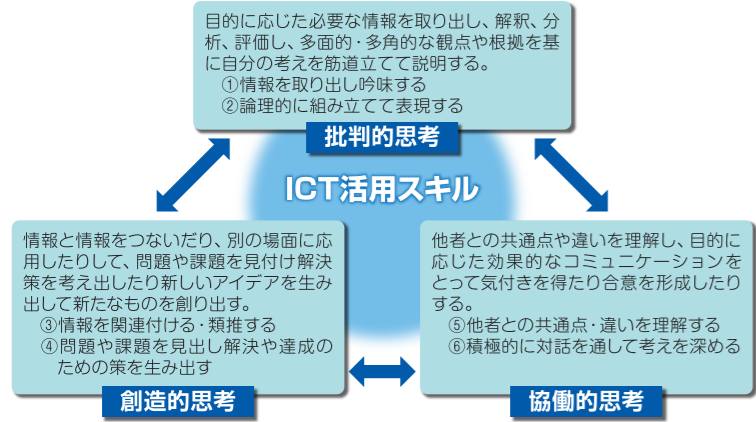 目的に応じた必要な情報を取り出し、解釈、分
析、評価し、多面的・多角的な観点や根拠を基
に自分の考えを筋道立てて説明する。
①情報を取り出し吟味する
②論理的に組み立てて表現する
批判的思考
ICT活用スキル
情報と情報をつないだり、別の場面に応
用したりして、問題や課題を見付け解決
策を考え出したり新しいアイデアを生み
出して新たなものを創り出す。
③情報を関連付ける・類推する
④問題や課題を見出し解決や達成の
ための策を生み出す
創造的思考
他者との共通点や違いを理解し、目的に
応じた効果的なコミュニケーションを
とって気付きを得たり合意を形成したり
する。
⑤他者との共通点・違いを理解する
⑥積極的に対話を通して考えを深める
協働的思考